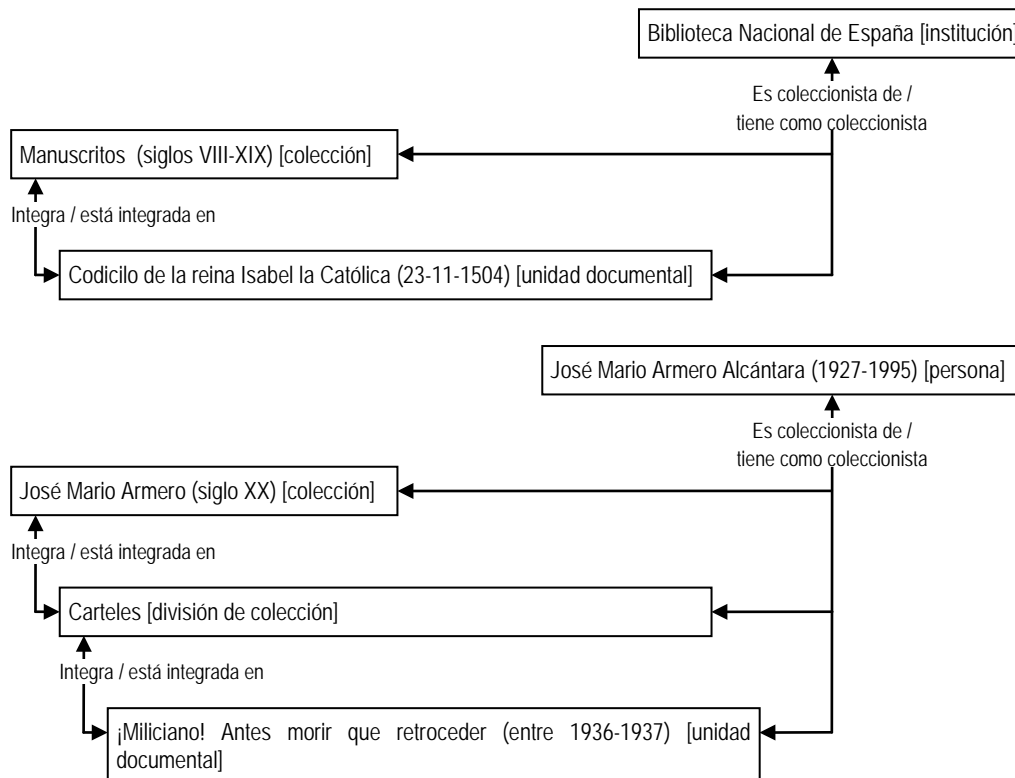 Biblioteca Nacional de España [institución]
Es coleccionista de /
tiene como coleccionista
Manuscritos (siglos VIII-XIX) [colección]
Integra / está integrada en
Codicilo de la reina Isabel la Católica (23-11-1504) [unidad documental]
José Mario Armero Alcántara (1927-1995) [persona]
Es coleccionista de /
tiene como coleccionista
José Mario Armero (siglo XX) [colección]
Integra / está integrada en
Carteles [división de colección]
Integra / está integrada en
¡Miliciano! Antes morir que retroceder (entre 1936-1937) [unidad
documental]